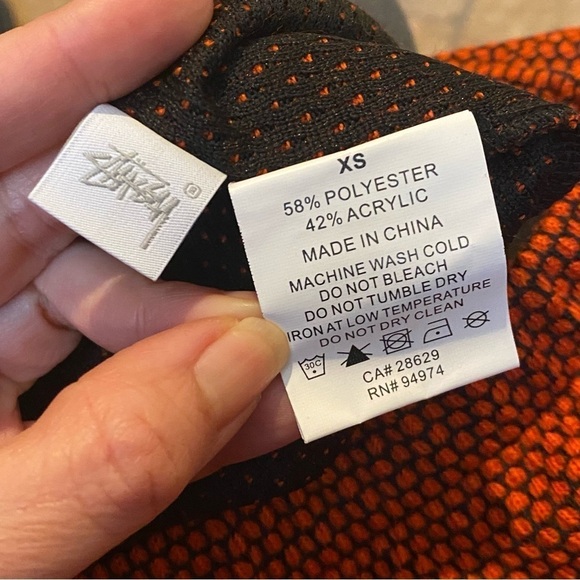 Stüssy ®
XS
58% POLYESTER
42% ACRYLIC
MADE IN CHINA
MACHINE WASH COLD
DO NOT BLEACH
DO NOT TUMBLE DRY
IRON AT LOW TEMPERATURE
DO NOT DRY CLEAN
30C
CA# 28629
RN# 94974